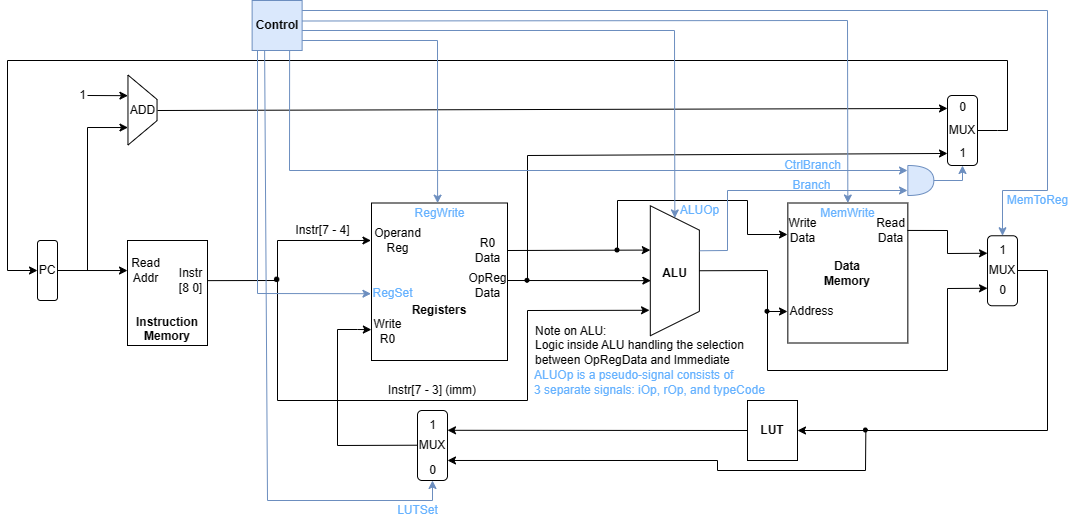 Control
1
ADD
0
MUX
1
CtrlBranch
Branch
MemToReg
RegWrite
ALUOp
MemWrite
Instr[7 - 4]
Operand
Reg
R0
Data
Write
Data
Read
Data
PC
Read
Addr
Instr
[8 0]
OpReg
Data
ALU
Data
Memory
1
MUX
0
RegSet
Registers
Address
Instruction
Memory
Write
R0
Note on ALU:
Logic inside ALU handling the selection
between OpRegData and Immediate
ALUOp is a pseudo-signal consists of
3 separate signals: iOp, rOp, and typeCode
Instr[7 - 3] (imm)
1
MUX
0
LUT
LUTSet